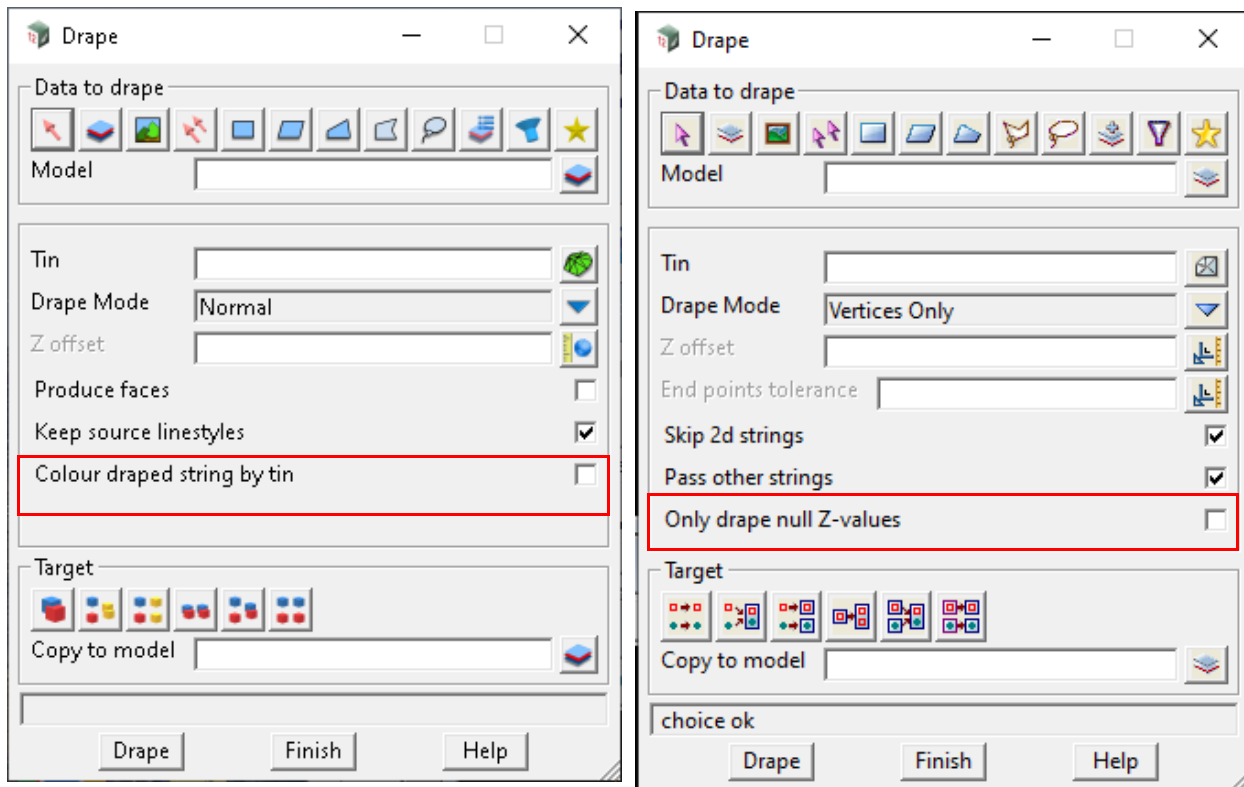 Drape
Data to drape
Model
Tin
Drape Mode
Normal
Z offset
Produce faces
Keep source linestyles
Colour draped string by tin
Target
Copy to model
Drape
Finish
Help
Drape
Data to drape
Model
Tin
Drape Mode
Vertices Only
Z offset
End points tolerance
Skip 2d strings
Pass other strings
Only drape null Z-values
Target
Copy to model
choice ok
Drape
Finish
Help